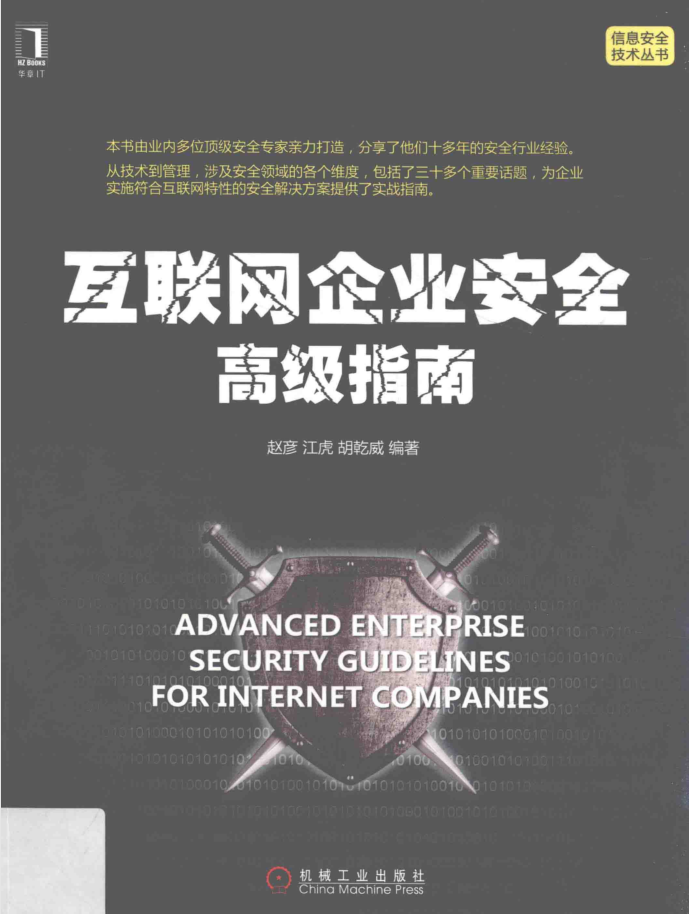 HZ BOOKS
华章IT
信息安全
技术丛书
本书由业内多位顶级安全专家亲力打造，分享了他们十多年的安全行业经验。
从技术到管理，涉及安全领域的各个维度，包括了三十多个重要话题，为企业
实施符合互联网特性的安全解决方案提供了实战指南。
互联网企业安全
高级指南
赵彦 江虎 胡乾威 编著
ADVANCED ENTERPRISE
SECURITY GUIDELINES
FOR INTERNET COMPANIES
机械工业出版社
China Machine Press